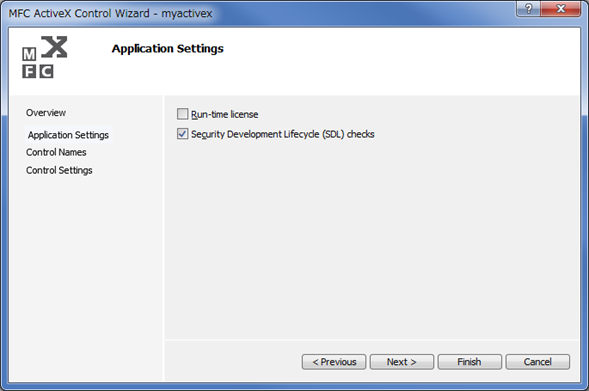 MFC ActiveX Control Wizard - myactivex
?
X
M X
F C
Application Settings
Overview
Application Settings
Control Names
Control Settings
Run-time license
Security Development Lifecycle (SDL) checks
< Previous
Next >
Finish
Cancel